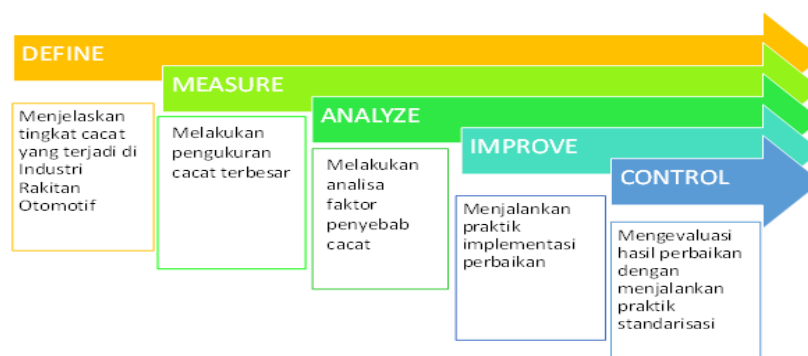 DEFINE
Menjelaskan
tingkat cacat
yang terjadi di
Industri
Rakitan
Otomotif
MEASURE
Melakukan
pengukuran
cacat terbesar
ANALYZE
Melakukan
analisa
faktor
penyebab
cacat
IMPROVE
Menjalankan
praktik
implementasi
perbaikan
CONTROL
Mengevaluasi
hasil perbaikan
dengan
menjalankan
praktik
standarisasi